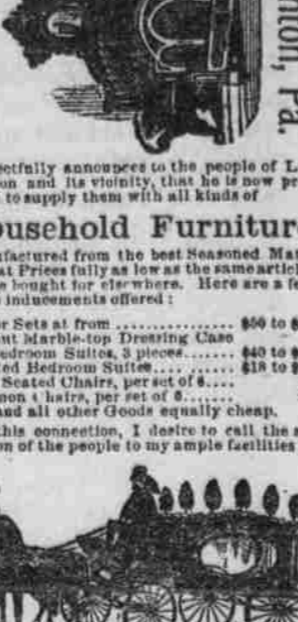 nton, Pa.
ectfully announces to the people of L
on and its vicinity, that he is now pr
to supply them with all kinds of
ousehold Furniture
ufactured from the best Seasoned Mat
at Prices fully as low as the same articl
e bought for elsewhere. Here are a fe
inducements offered:
r Sets at from ................ $50 to $
ut Marble-top Dressing Case
edroom Suites, 3 pieces....... $40 to $
ted Bedroom Suites..... $18 to $
Seated Chairs, per set of 6....
mon Chairs, per set of 6.......
and all other Goods equally cheap.
this connection, I desire to call the a
on of the people to my ample facilities